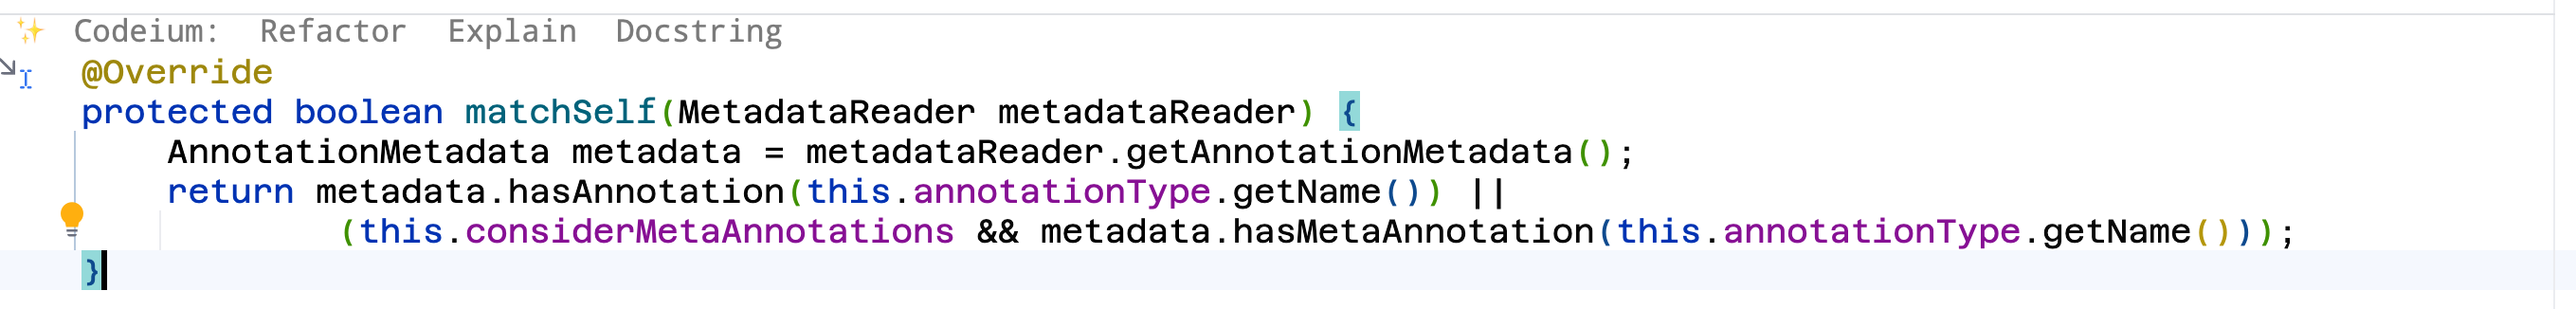 Codeium: Refactor Explain Docstring
@Override
protected boolean matchSelf(MetadataReader metadataReader) {
    AnnotationMetadata metadata = metadataReader.getAnnotationMetadata();
    return metadata.hasAnnotation(this.annotationType.getName()) ||
            (this.considerMetaAnnotations && metadata.hasMetaAnnotation(this.annotationType.getName()));
}